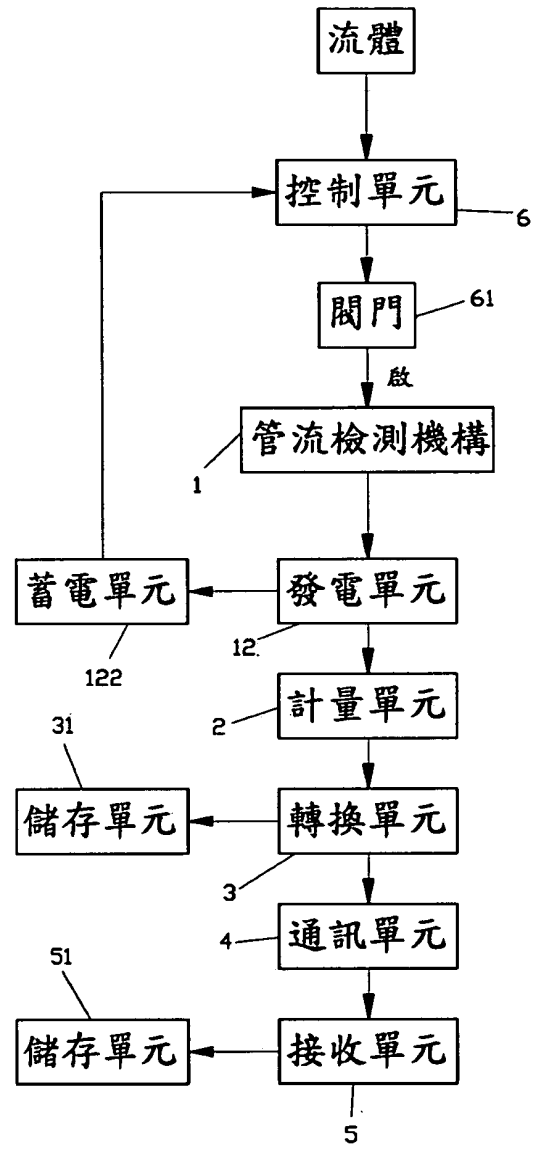 流體
控制單元
6
閥門
61
啟
管流檢測機構
1
蓄電單元
發電單元
122
12
計量單元
2
31
儲存單元
轉換單元
3
通訊單元
4
51
儲存單元
接收單元
5